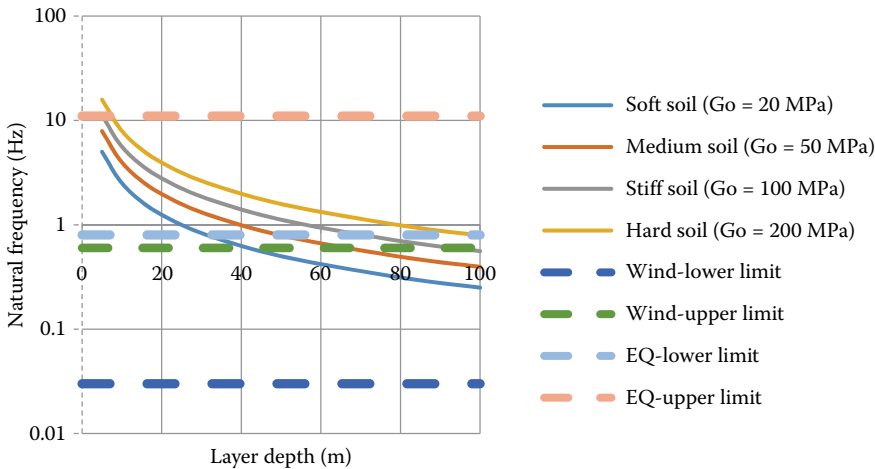 100
10
1
0.1
0.01
0 20 40 60 80 100
Natural frequency (Hz)
Layer depth (m)
Soft soil (Go = 20 MPa)
Medium soil (Go = 50 MPa)
Stiff soil (Go = 100 MPa)
Hard soil (Go = 200 MPa)
Wind-lower limit
Wind-upper limit
EQ-lower limit
EQ-upper limit